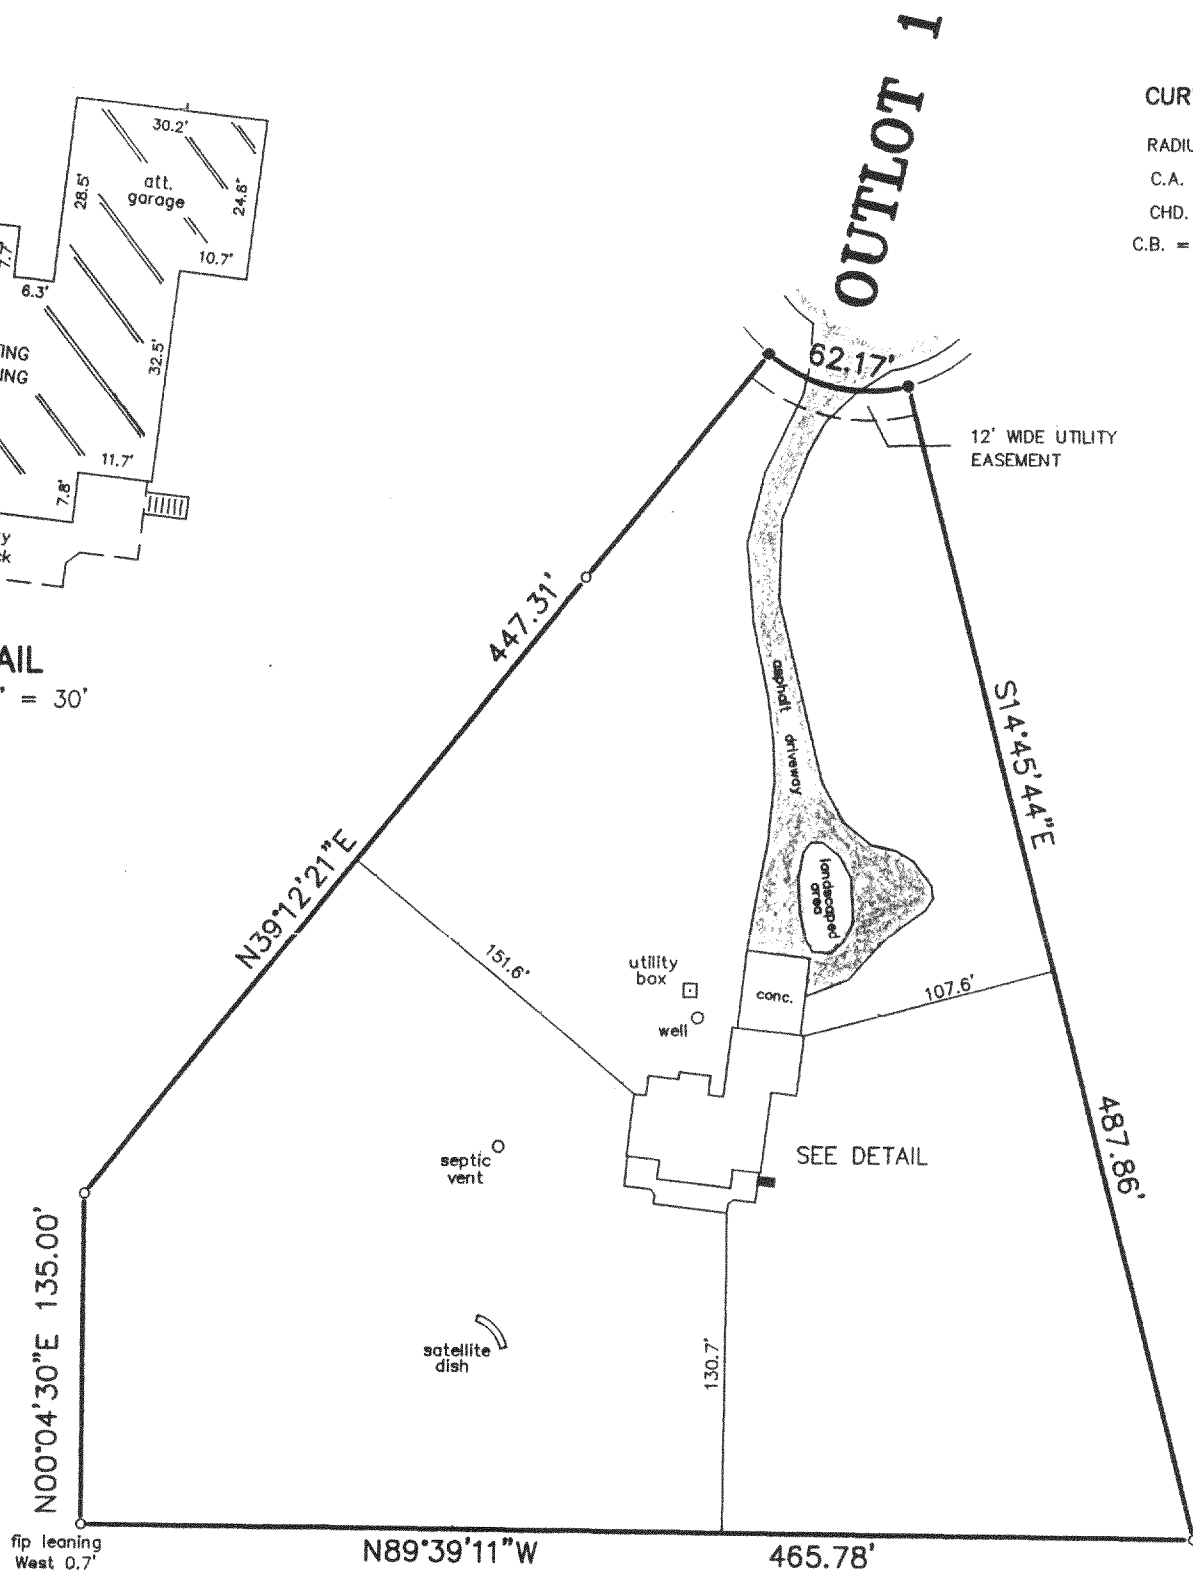 OUTLOT 1
RADIU
C.A.
CHD.
C.B. =
30.2'
att.
garage
28.5'
24.8"
10.7'
7.7'
6.3'
32.5'
11.7'
7.8'
= 30'
62.17'
12' WIDE UTILITY
EASEMENT
447.31'
N39°12'21"E
S14°45'44"E
487.86'
asphalt driveway
landscaped
area
151.6'
utility
box
well
conc.
107.6'
SEE DETAIL
septic
vent
satellite
dish
130.7'
N00°04'30"E 135.00'
fip leaning
West 0.7'
N89°39'11"W 465.78'